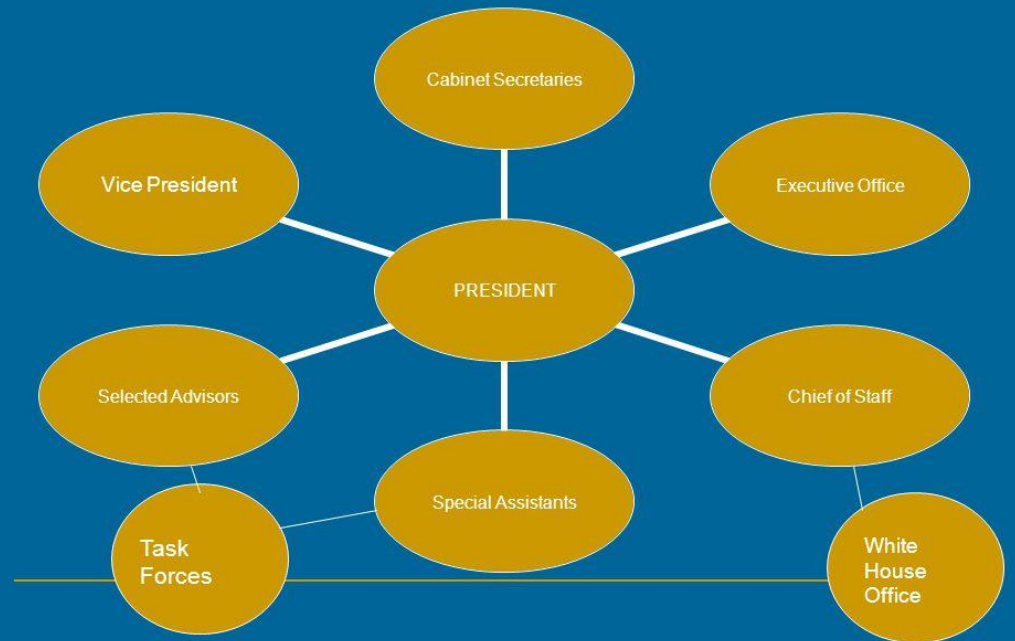 Cabinet Secretaries
Vice President
Executive Office
PRESIDENT
Selected Advisors
Chief of Staff
Special Assistants
Task
Forces
White
House
Office